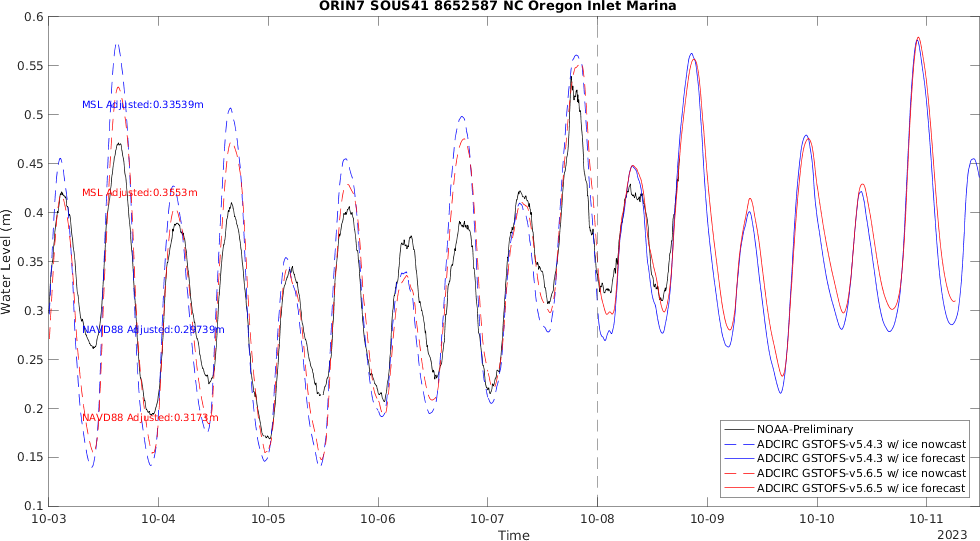 ORIN7 SOUS41 8652587 NC Oregon Inlet Marina
0.6
0.55
0.5
0.45
0.4
0.35
0.3
0.25
0.2
0.15
0.1
Water Level (m)
MSL Adjusted:0.33539m
MSL Adjusted:0.3553m
NAVD88 Adjusted:0.29739m
NAVD88 Adjusted:0.3173m
NOAA-Preliminary
ADCIRC GSTOFS-v5.4.3 w/ ice nowcast
ADCIRC GSTOFS-v5.4.3 w/ ice forecast
ADCIRC GSTOFS-v5.6.5 w/ ice nowcast
ADCIRC GSTOFS-v5.6.5 w/ ice forecast
10-03 10-04 10-05 10-06 10-07 10-08 10-09 10-10 10-11
Time
2023